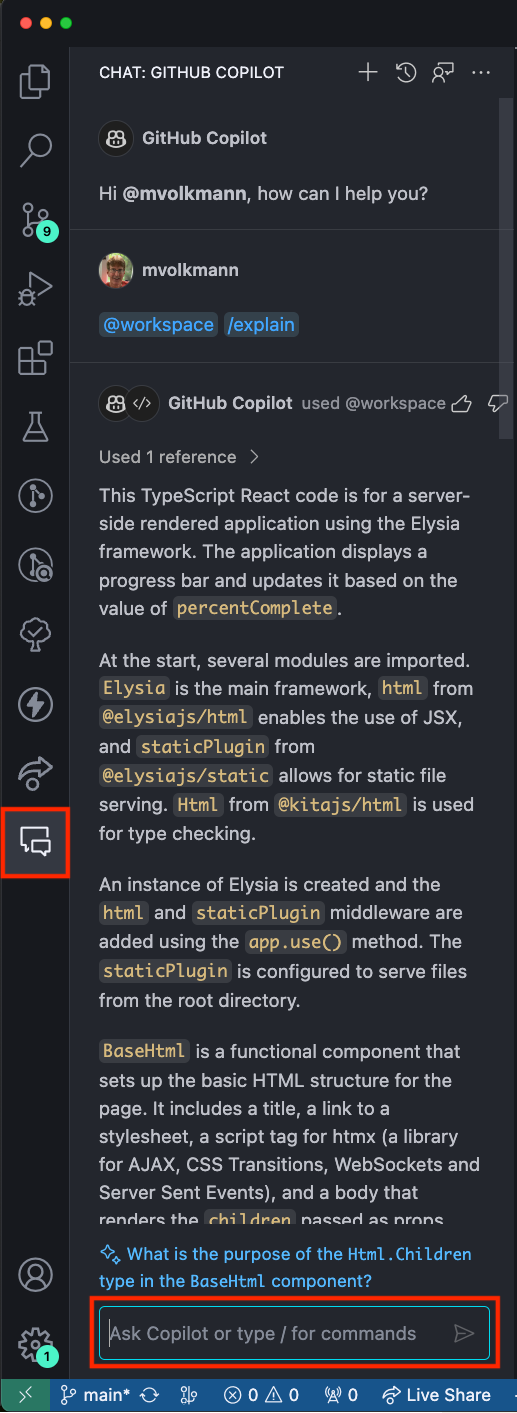 CHAT: GITHUB COPILOT
GitHub Copilot
Hi @mvolkmann, how can I help you?
9
mvolkmann
@workspace /explain
GitHub Copilot used @workspace
Used 1 reference
This TypeScript React code is for a server-
side rendered application using the Elysia
framework. The application displays a
progress bar and updates it based on the
value of percentComplete.
At the start, several modules are imported.
Elysia is the main framework, html from
@elysiajs/html enables the use of JSX,
and staticPlugin from
@elysiajs/static allows for static file
serving. Html from @kitajs/html is used
for type checking.
An instance of Elysia is created and the
html and staticPlugin middleware are
added using the app.use() method. The
staticPlugin is configured to serve files
from the root directory.
BaseHtml is a functional component that
sets up the basic HTML structure for the
page. It includes a title, a link to a
stylesheet, a script tag for htmx (a library
for AJAX, CSS Transitions, WebSockets and
Server Sent Events), and a body that
renders the children passed as props
What is the purpose of the Html.Children
type in the BaseHtml component?
Ask Copilot or type / for commands
1
main* 0 0 0 Live Share